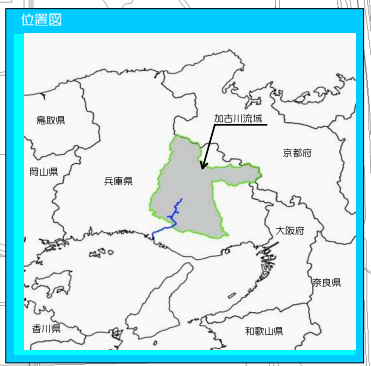 位置図
加古川流域
鳥取県
京都府
岡山県
兵庫県
大阪府
奈良県
香川県
和歌山県